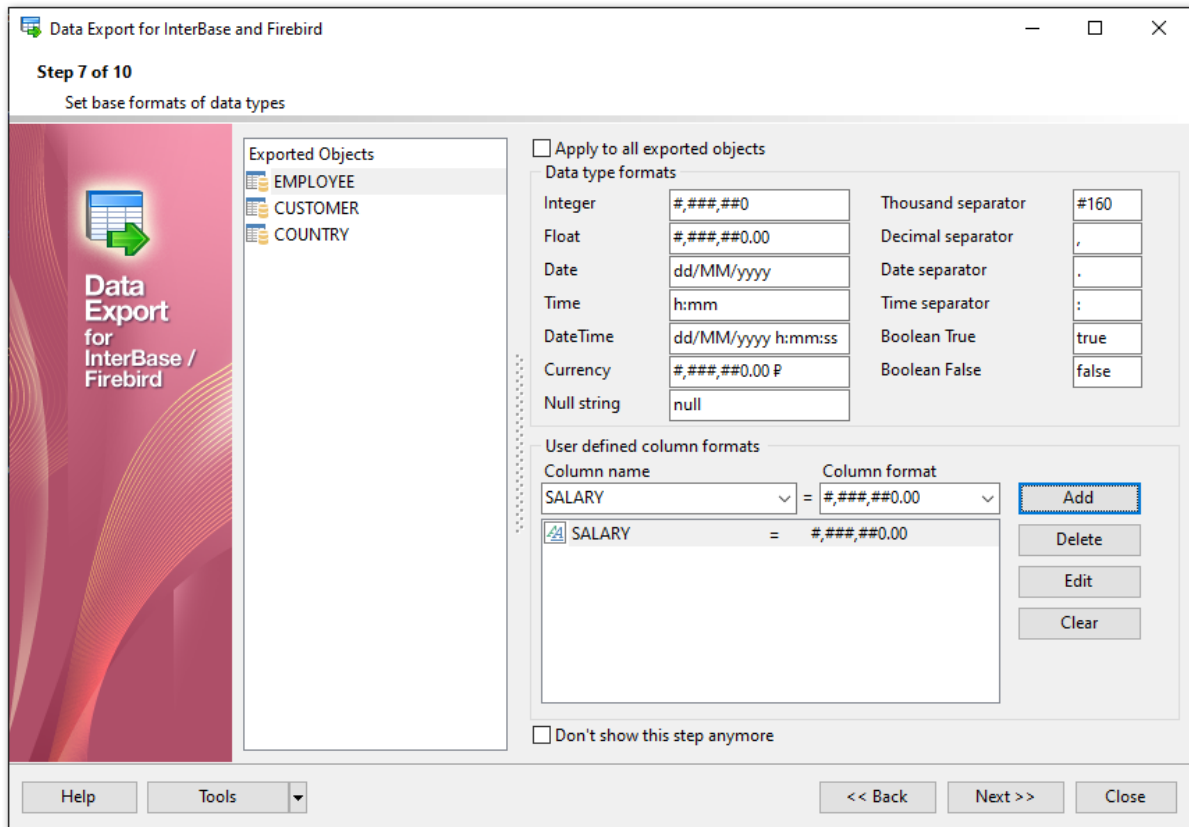 Data Export for InterBase and Firebird
Step 7 of 10
Set base formats of data types
Data
Export
for
InterBase /
Firebird
Exported Objects
EMPLOYEE
CUSTOMER
COUNTRY
Apply to all exported objects
Data type formats
Integer #,###,##0 Thousand separator #160
Float #,###,##0.00 Decimal separator ,
Date dd/MM/yyyy Date separator .
Time h:mm Time separator :
DateTime dd/MM/yyyy h:mm:ss Boolean True true
Currency #,###,##0.00 ₽ Boolean False false
Null string null
User defined column formats
Column name Column format
SALARY = #,###,##0.00 Add
SALARY = #,###,##0.00
Delete
Edit
Clear
Don't show this step anymore
Help Tools << Back Next >> Close